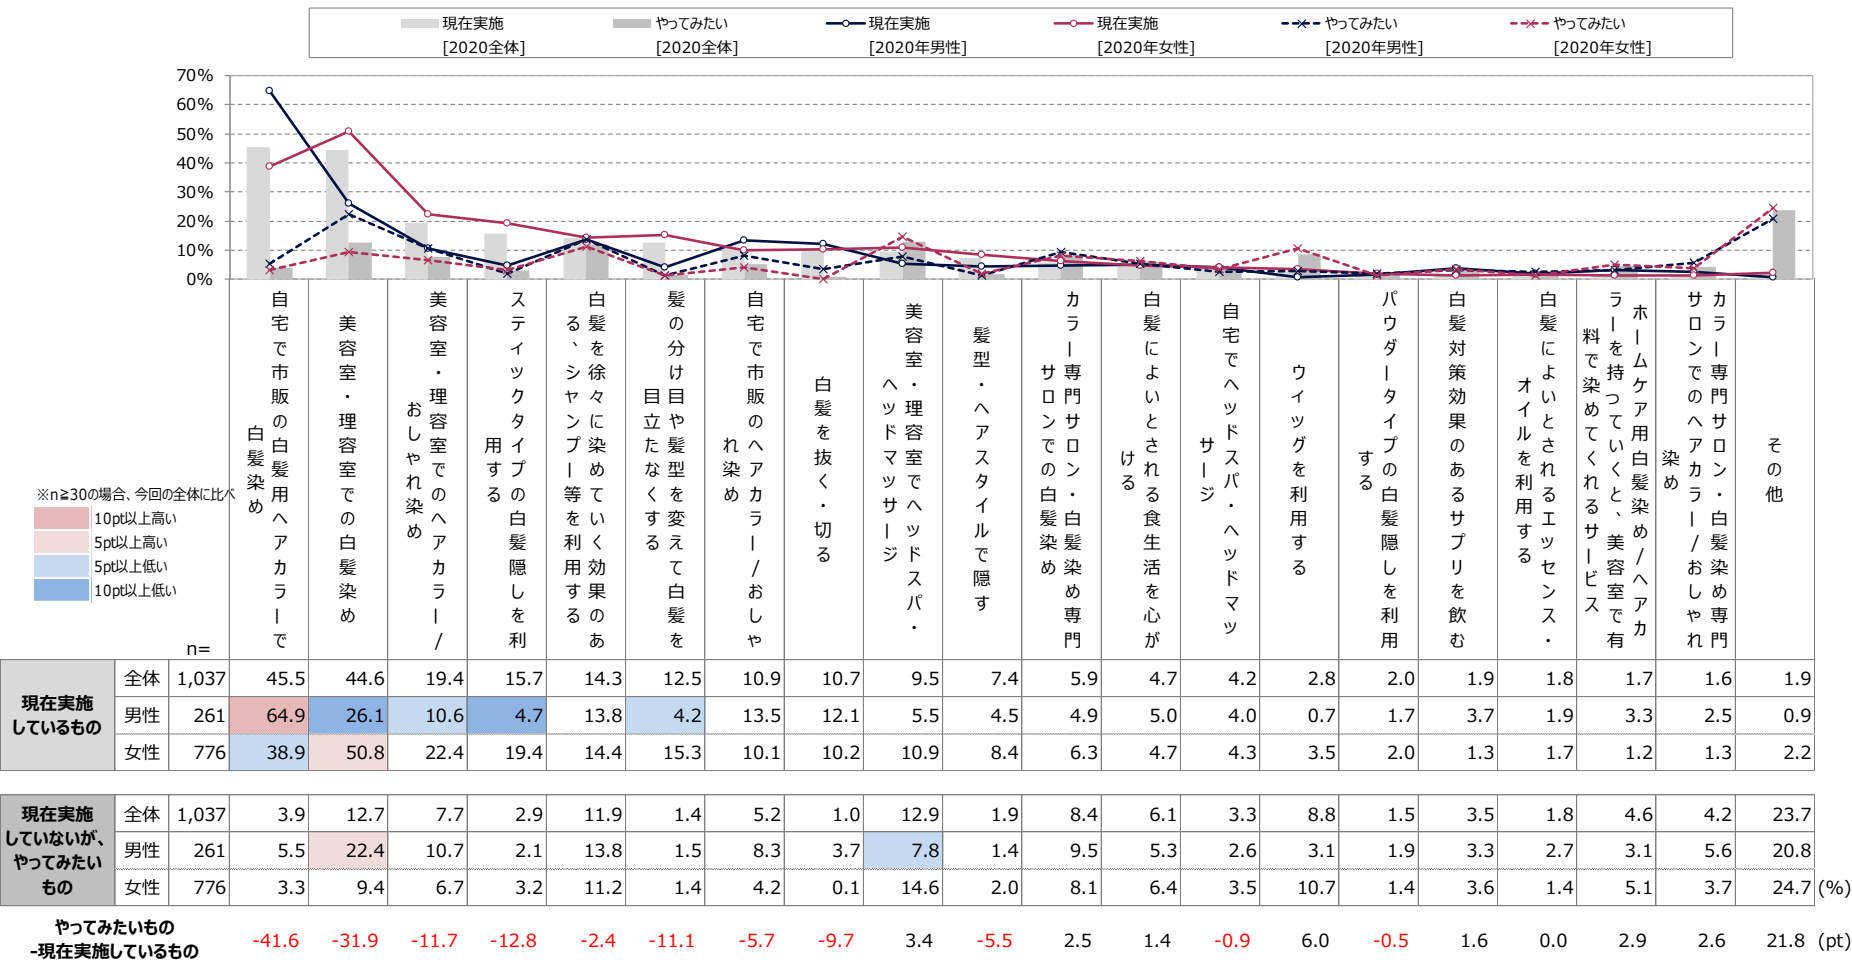 現在実施 やってみたい 現在実施 現在実施 やってみたい やってみたい
[2020全体] [2020全体] [2020年男性] [2020年女性] [2020年男性] [2020年女性]
70%
60%
50%
40%
30%
20%
10%
0%
自宅で市販の白髪用ヘアカラーで
白髪染め
美容室・理容室での白髪染め
美容室・理容室でのヘアカラー/
おしゃれ染め
スティックタイプの白髪隠しを利
用する
白髪を徐々に染めていく効果のあ
る、シャンプー等を利用する
髪の分け目や髪型を変えて白髪を
目立たなくする
自宅で市販のヘアカラー/おしゃ
れ染め
白髪を抜く・切る
美容室・理容室でヘッドスパ・
ヘッドマッサージ
髪型・ヘアスタイルで隠す
カラー専門サロン・白髪染め専門
サロンでの白髪染め
白髪によいとされる食生活を心が
ける
自宅でヘッドスパ・ヘッドマッ
サージ
ウィッグを利用する
パウダータイプの白髪隠しを利用
する
白髪対策効果のあるサプリを飲む
白髪によいとされるエッセンス・
オイルを利用する
ホームケア用白髪染め/ヘアカ
ラーを持っていくと、美容室で有
料で染めてくれるサービス
カラー専門サロン・白髪染め専門
サロンでのヘアカラー/おしゃれ
染め
その他
※n≧30の場合、今回の全体に比べ
10pt以上高い
5pt以上高い
5pt以上低い
10pt以上低い
n=
現在実施
しているもの
全体 1,037 45.5 44.6 19.4 15.7 14.3 12.5 10.9 10.7 9.5 7.4 5.9 4.7 4.2 2.8 2.0 1.9 1.8 1.7 1.6 1.9
男性 261 64.9 26.1 10.6 4.7 13.8 4.2 13.5 12.1 5.5 4.5 4.9 5.0 4.0 0.7 1.7 3.7 1.9 3.3 2.5 0.9
女性 776 38.9 50.8 22.4 19.4 14.4 15.3 10.1 10.2 10.9 8.4 6.3 4.7 4.3 3.5 2.0 1.3 1.7 1.2 1.3 2.2
現在実施
していないが、
やってみたい
もの
全体 1,037 3.9 12.7 7.7 2.9 11.9 1.4 5.2 1.0 12.9 1.9 8.4 6.1 3.3 8.8 1.5 3.5 1.8 4.6 4.2 23.7
男性 261 5.5 22.4 10.7 2.1 13.8 1.5 8.3 3.7 7.8 1.4 9.5 5.3 2.6 3.1 1.9 3.3 2.7 3.1 5.6 20.8
女性 776 3.3 9.4 6.7 3.2 11.2 1.4 4.2 0.1 14.6 2.0 8.1 6.4 3.5 10.7 1.4 3.6 1.4 5.1 3.7 24.7 (%)
やってみたいもの
-現在実施しているもの
-41.6 -31.9 -11.7 -12.8 -2.4 -11.1 -5.7 -9.7 3.4 -5.5 2.5 1.4 -0.9 6.0 -0.5 1.6 0.0 2.9 2.6 21.8 (pt)